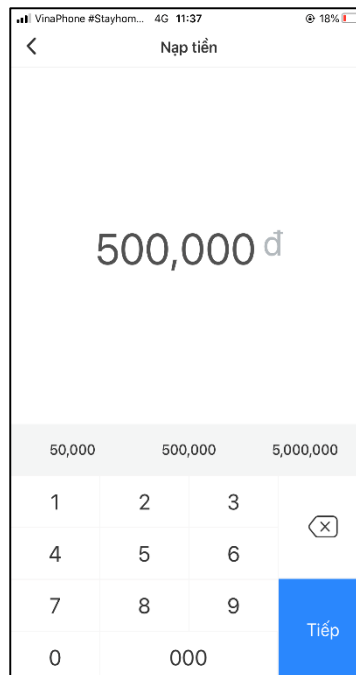 VinaPhone #Stayhom... 4G 11:37 18%
Nạp tiền
500,000 đ
50,000 500,000 5,000,000
1 2 3
4 5 6
7 8 9
Tiếp
0 000